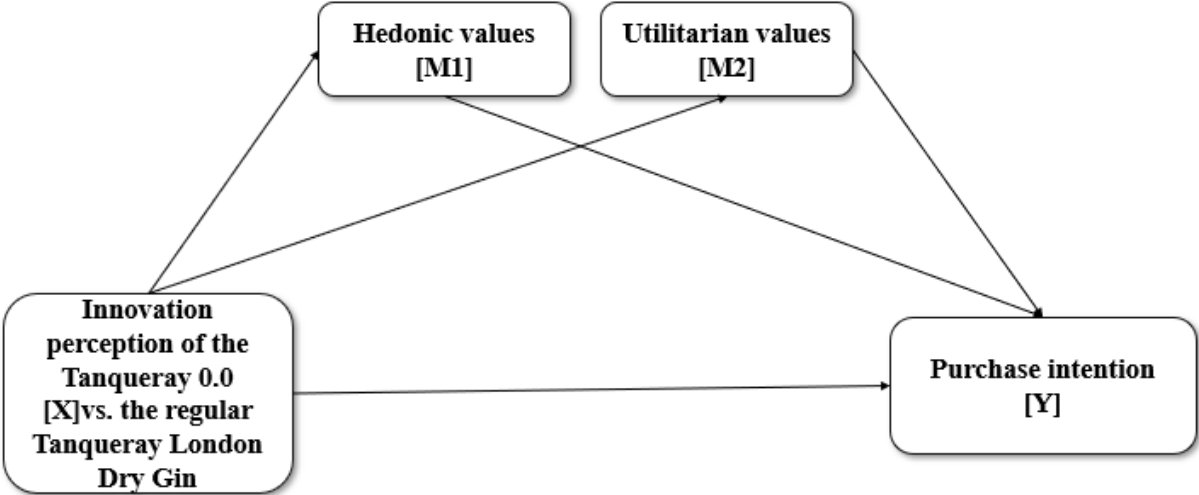 Hedonic values
[M1]
Utilitarian values
[M2]
Innovation
perception of the
Tanqueray 0.0
[X]vs. the regular
Tanqueray London
Dry Gin
Purchase intention
[Y]